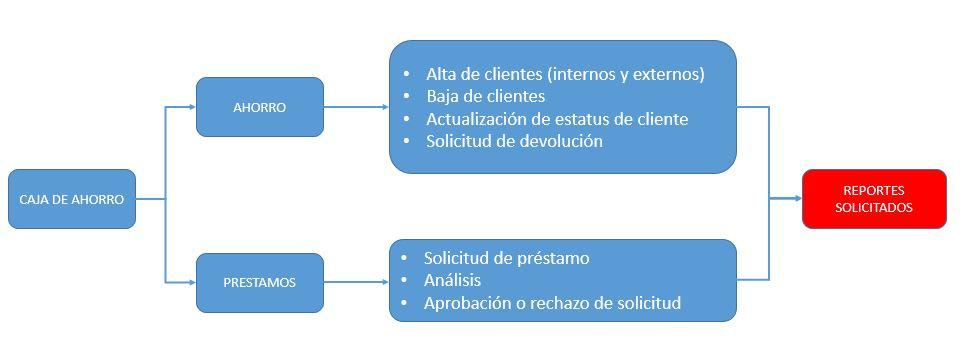 CAJA DE AHORRO
AHORRO
• Alta de clientes (internos y externos)
• Baja de clientes
• Actualización de estatus de cliente
• Solicitud de devolución
PRESTAMOS
• Solicitud de préstamo
• Análisis
• Aprobación o rechazo de solicitud
REPORTES
SOLICITADOS